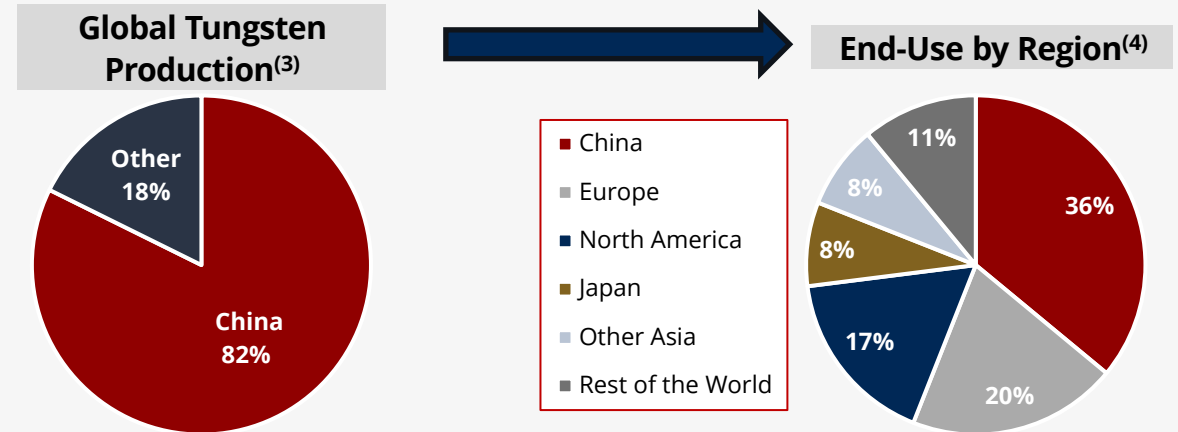 Global Tungsten
Production(3)
End-Use by Region(4)
Other
18%
China
82%
China
Europe
North America
Japan
Other Asia
Rest of the World
11%
36%
8%
8%
17%
20%